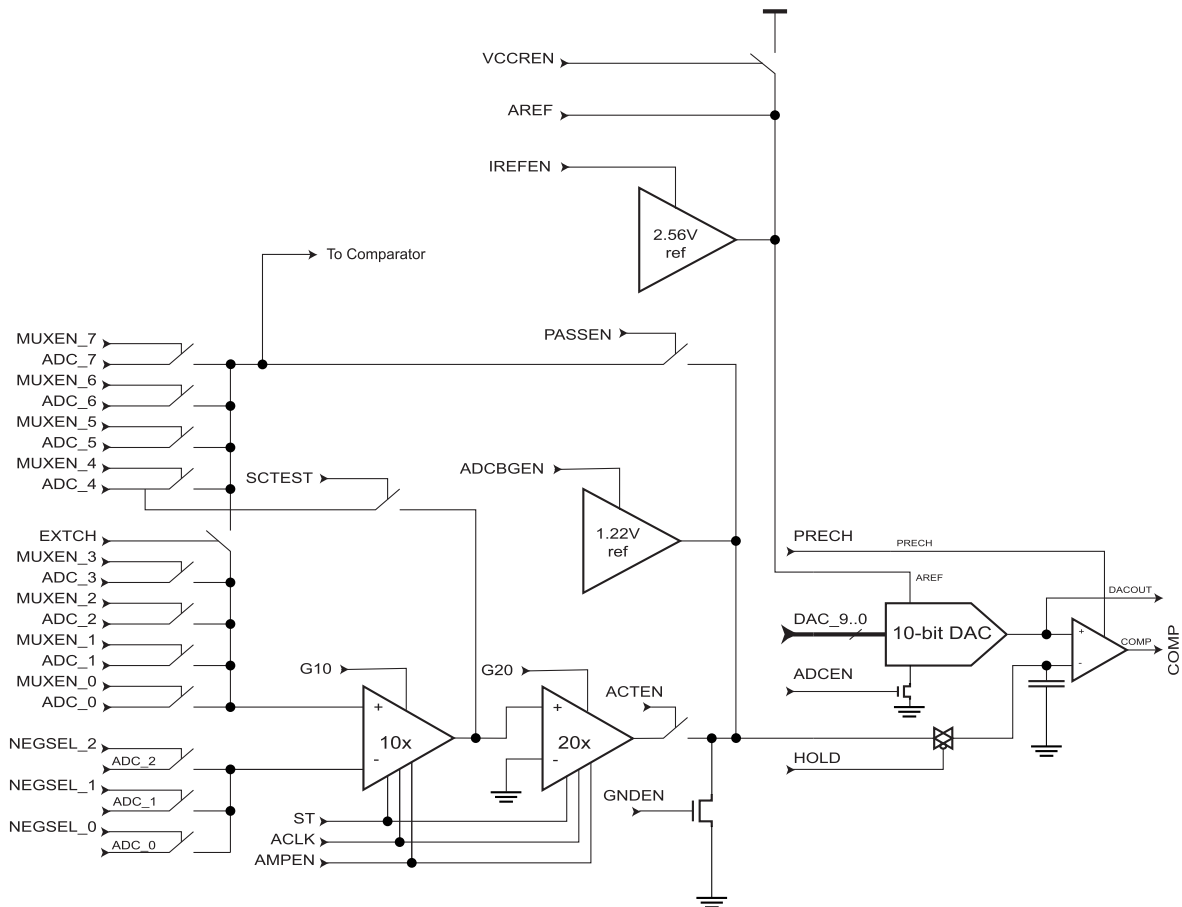 VCCREN
AREF
IREFEN
2.56V
ref
To Comparator
PASSEN
MUXEN_7
ADC_7
MUXEN_6
ADC_6
MUXEN_5
ADC_5
MUXEN_4
ADC_4
SCTEST
ADCBGEN
1.22V
ref
EXTCH
MUXEN_3
ADC_3
MUXEN_2
ADC_2
MUXEN_1
ADC_1
MUXEN_0
ADC_0
PRECH
PRECH
AREF
DACOUT
DAC_9..0
10-bit DAC
+
-
COMP
COMP
ADCEN
G10
G20
ACTEN
+
10x
-
+
20x
-
NEGSEL_2
ADC_2
NEGSEL_1
ADC_1
NEGSEL_0
ADC_0
HOLD
GNDEN
ST
ACLK
AMPEN